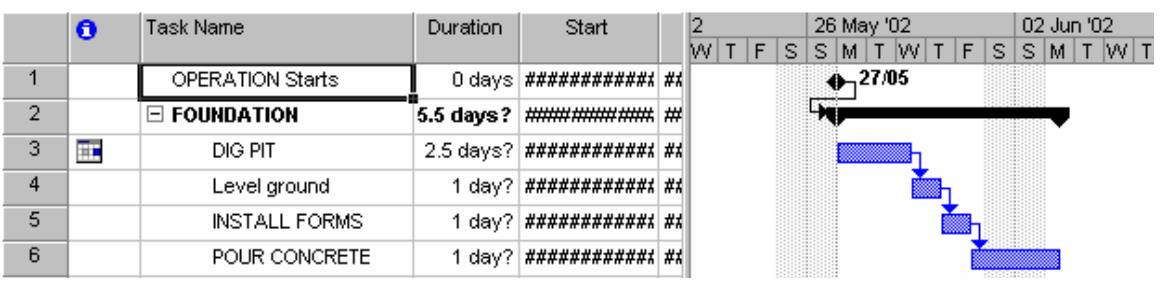 Task Name Duration Start 2 26 May '02 02 Jun '02
W T F S S M T W T F S S M T W T
1 OPERATION Starts 0 days ############ ## 27/05
2 FOUNDATION 5.5 days? ############ ##
3 DIG PIT 2.5 days? ############ ##
4 Level ground 1 day? ############ ##
5 INSTALL FORMS 1 day? ############ ##
6 POUR CONCRETE 1 day? ############ ##